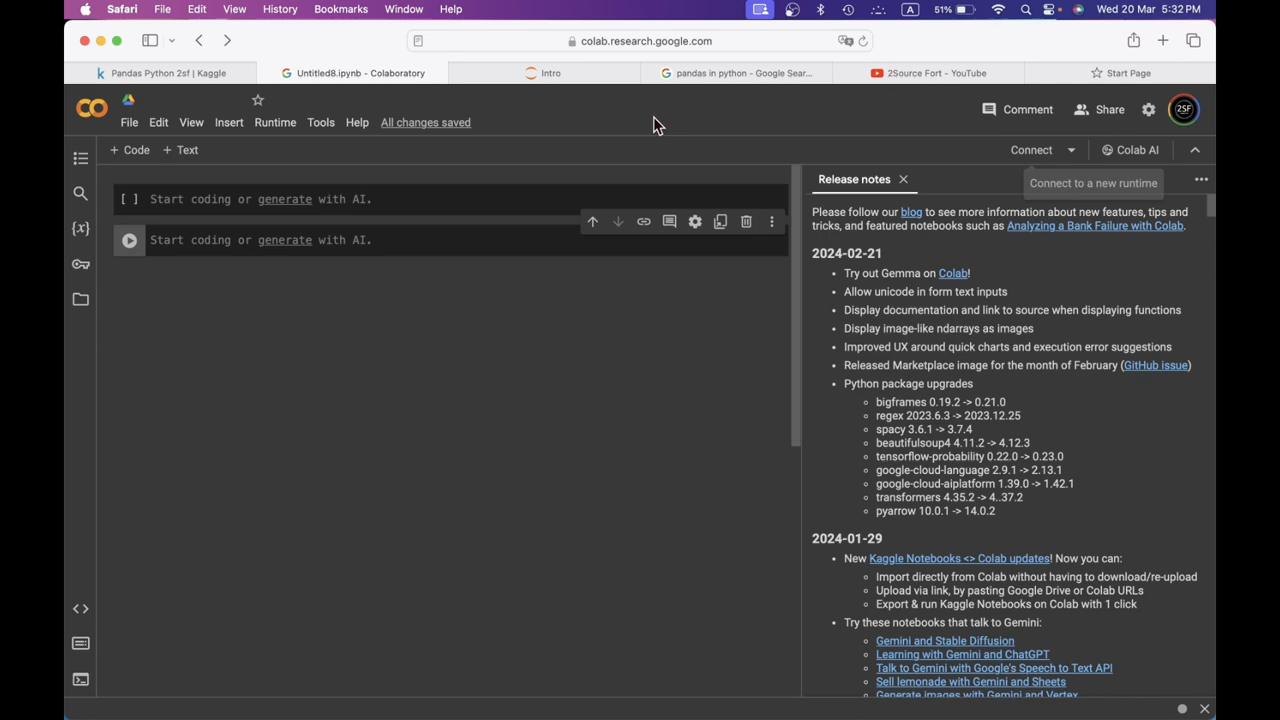 Safari File Edit View History Bookmarks Window Help A 51% Wed 20 Mar 5:32 PM
colab.research.google.com
Pandas Python 2sf | Kaggle Untitled8.ipynb - Colaboratory Intro pandas in python - Google Sear... 2Source Fort - YouTube Start Page
File Edit View Insert Runtime Tools Help All changes saved Comment Share 2SF
+ Code + Text Connect Colab AI
Release notes
Connect to a new runtime
[ ] Start coding or generate with AI.
Start coding or generate with AI.
{x}
Please follow our blog to see more information about new features, tips and
tricks, and featured notebooks such as Analyzing a Bank Failure with Colab.
2024-02-21
• Try out Gemma on Colab!
• Allow unicode in form text inputs
• Display documentation and link to source when displaying functions
• Display image-like ndarrays as images
• Improved UX around quick charts and execution error suggestions
• Released Marketplace image for the month of February (GitHub issue)
• Python package upgrades
bigframes 0.19.2 -> 0.21.0
regex 2023.6.3 -> 2023.12.25
spacy 3.6.1 -> 3.7.4
beautifulsoup4 4.11.2 -> 4.12.3
tensorflow-probability 0.22.0 -> 0.23.0
google-cloud-language 2.9.1 -> 2.13.1
google-cloud-aiplatform 1.39.0 -> 1.42.1
transformers 4.35.2 -> 4..37.2
pyarrow 10.0.1 -> 14.0.2
2024-01-29
• New Kaggle Notebooks <> Colab updates! Now you can:
Import directly from Colab without having to download/re-upload
Upload via link, by pasting Google Drive or Colab URLs
Export & run Kaggle Notebooks on Colab with 1 click
• Try these notebooks that talk to Gemini:
Gemini and Stable Diffusion
Learning with Gemini and ChatGPT
Talk to Gemini with Google's Speech to Text API
Sell lemonade with Gemini and Sheets
Generate images with Gemini and Vertex